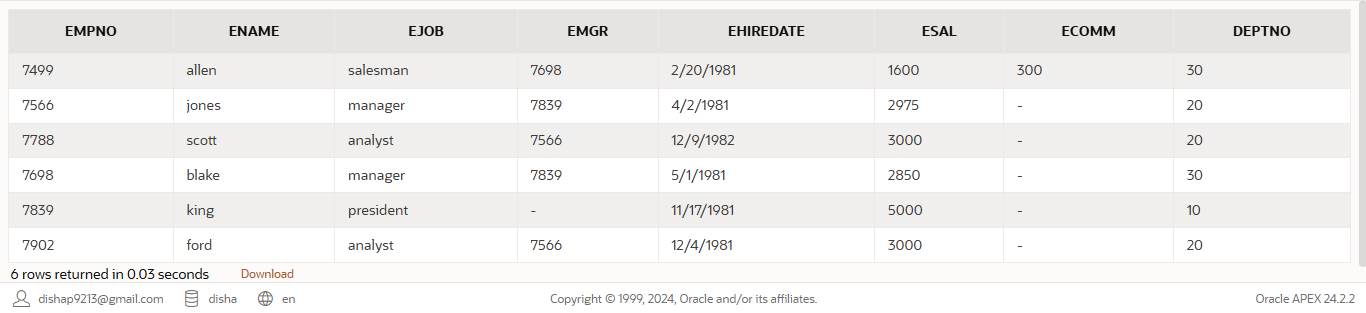 EMPNO ENAME EJOB EMGR EHIREDATE ESAL ECOMM DEPTNO
7499 allen salesman 7698 2/20/1981 1600 300 30
7566 jones manager 7839 4/2/1981 2975 - 20
7788 scott analyst 7566 12/9/1982 3000 - 20
7698 blake manager 7839 5/1/1981 2850 - 30
7839 king president - 11/17/1981 5000 - 10
7902 ford analyst 7566 12/4/1981 3000 - 20
6 rows returned in 0.03 seconds Download
dishap9213@gmail.com disha en Copyright © 1999, 2024, Oracle and/or its affiliates. Oracle APEX 24.2.2